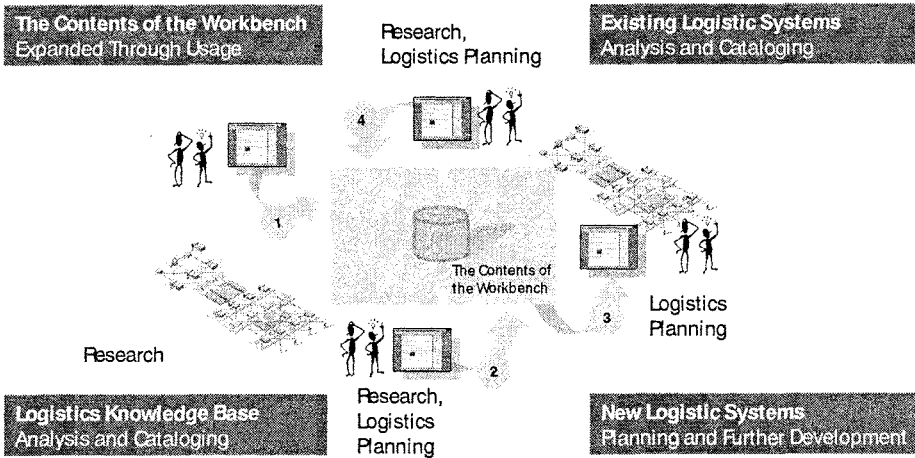 The Contents of the Workbench
Expanded Through Usage
Research,
Logistics Planning
Existing Logistic Systems
Analysis and Cataloging
4
1
The Contents of
the Workbench
3
Logistics
Planning
Research
2
Research,
Logistics
Planning
Logistics Knowledge Base
Analysis and Cataloging
New Logistic Systems
Planning and Further Development